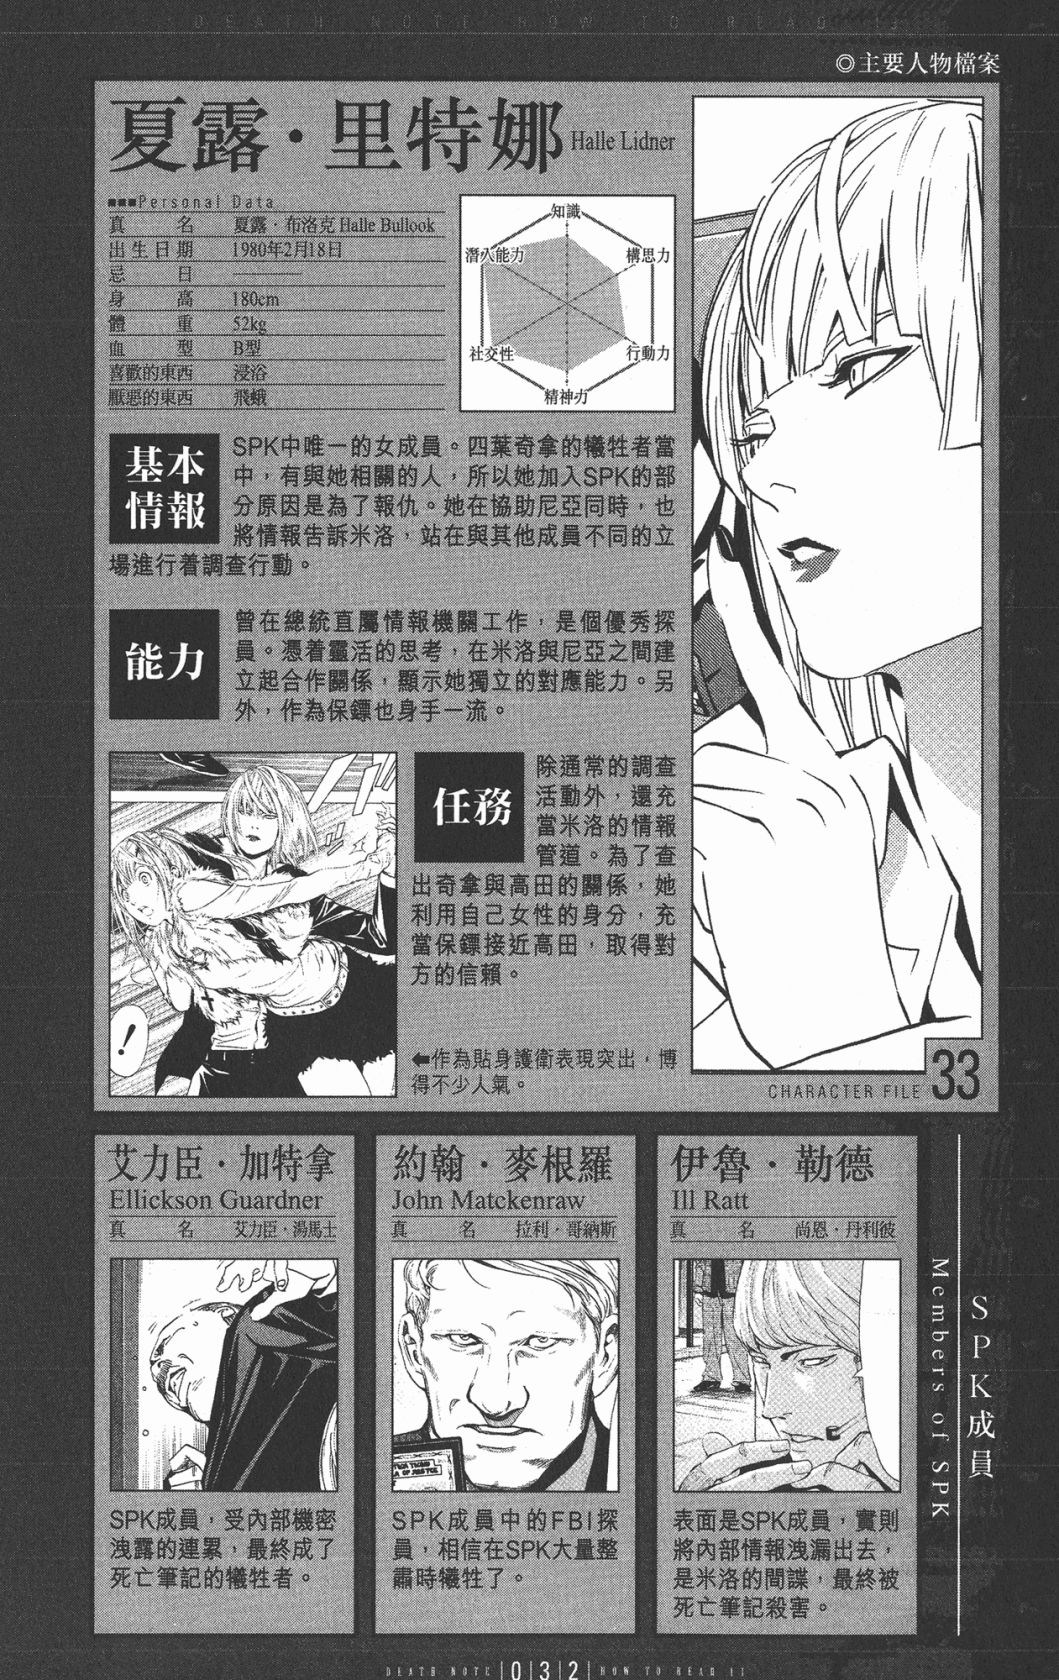 DEATH NOTE HOW TO READ 13
◎主要人物檔案
夏露·里特娜 Halle Lidner
■■■Personal Data
真名 夏露·布洛克 Halle Bullook
出生日期 1980年2月18日
忌日 ————
身高 180cm
體重 52kg
血型 B型
喜歡的東西 浸浴
厭惡的東西 飛蛾
知識
潛入能力
構思力
社交性
行動力
精神力
基本
情報
SPK中唯一的女成員。四葉奇拿的犧牲者當
中，有與她相關的人，所以她加入SPK的部
分原因是為了報仇。她在協助尼亞同時，也
將情報告訴米洛，站在與其他成員不同的立
場進行着調查行動。
能力
曾在總統直屬情報機關工作，是個優秀探
員。憑着靈活的思考，在米洛與尼亞之間建
立起合作關係，顯示她獨立的對應能力。另
外，作為保鏢也身手一流。
任務
除通常的調查
活動外，還充
當米洛的情報
管道。為了查
出奇拿與高田的關係，她
利用自己女性的身分，充
當保鏢接近高田，取得對
方的信賴。
！
⬅作為貼身護衛表現突出，博
得不少人氣。
CHARACTER FILE 33
艾力臣·加特拿
Ellickson Guardner
真名 艾力臣·湯馬士
SPK成員，受內部機密
洩露的連累，最終成了
死亡筆記的犧牲者。
約翰·麥根羅
John Matckenraw
真名 拉利·哥納斯
SPK成員中的FBI探
員，相信在SPK大量整
肅時犧牲了。
伊魯·勒德
Ill Ratt
真名 尚恩·丹利彼
表面是SPK成員，實則
將內部情報洩漏出去，
是米洛的間諜，最終被
死亡筆記殺害。
SPK成員
Members of SPK
DEATH NOTE |0|3|2| HOW TO READ 13